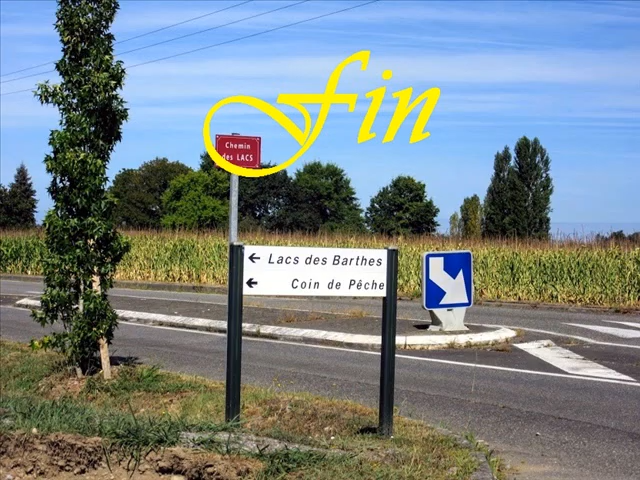 Fin
Chemin
des LACS
← Lacs des Barthes
← Coin de Pêche